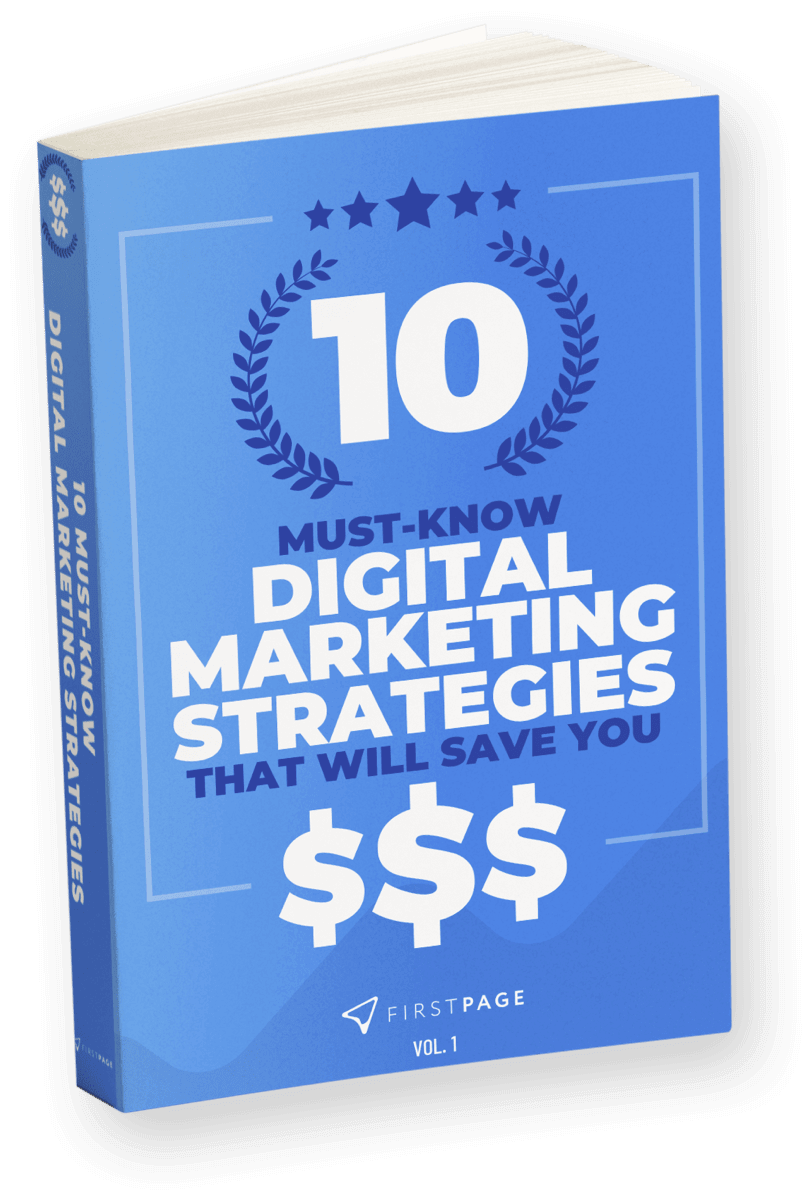 10
MUST-KNOW
DIGITAL
MARKETING
STRATEGIES
THAT WILL SAVE YOU
$$$
FIRSTPAGE
VOL. 1
$$$
10 MUST-KNOW
DIGITAL MARKETING STRATEGIES
FIRSTPAGE